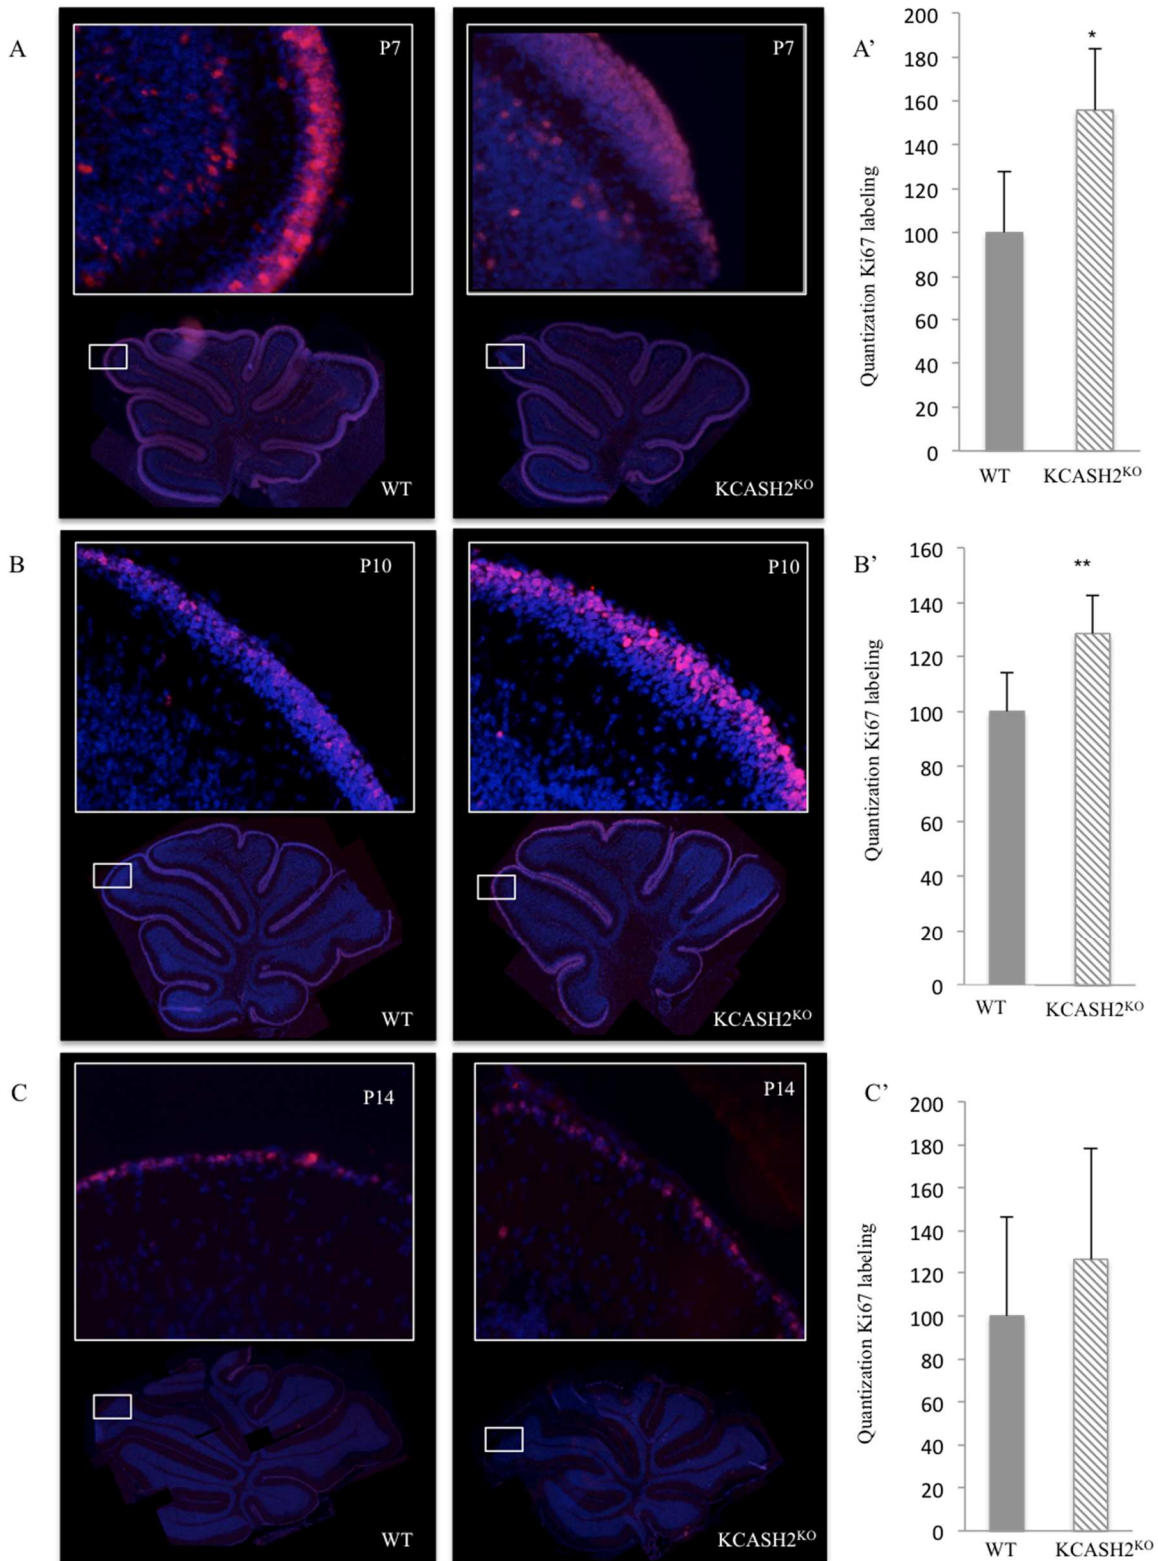 A
P7
WT
P7
KCASH2ᴷᴼ
A’
Quantization Ki67 labeling
200
180
160
140
120
100
80
60
40
20
0
*
WT
KCASH2ᴷᴼ
B
P10
WT
P10
KCASH2ᴷᴼ
B’
Quantization Ki67 labeling
160
140
120
100
80
60
40
20
0
**
WT
KCASH2ᴷᴼ
C
P14
WT
P14
KCASH2ᴷᴼ
C’
Quantization Ki67 labeling
200
180
160
140
120
100
80
60
40
20
0
WT
KCASH2ᴷᴼ